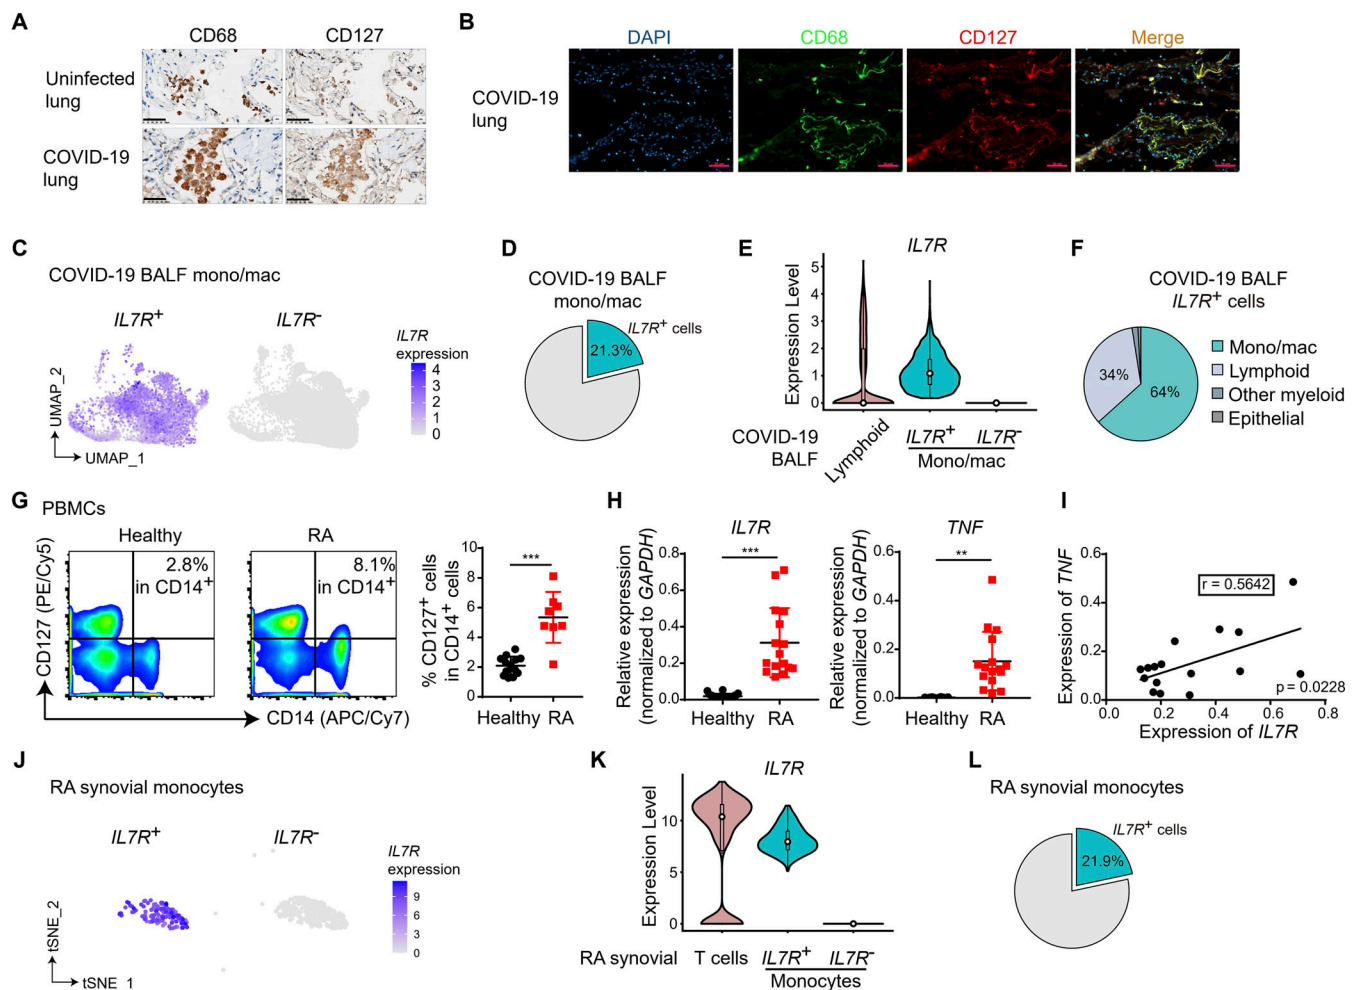 A
CD68 CD127
Uninfected
lung
COVID-19
lung
B
DAPI CD68 CD127 Merge
COVID-19
lung
C
COVID-19 BALF mono/mac
IL7R+ IL7R-
IL7R
expression
4
3
2
1
0
UMAP_2
UMAP_1
D
COVID-19 BALF
mono/mac
IL7R+ cells
21.3%
E
IL7R
Expression Level
5
4
3
2
1
0
COVID-19
BALF
Lymphoid
IL7R+ IL7R-
Mono/mac
F
COVID-19 BALF
IL7R+ cells
34%
64%
Mono/mac
Lymphoid
Other myeloid
Epithelial
G
PBMCs
Healthy RA
2.8%
in CD14+
8.1%
in CD14+
CD127 (PE/Cy5)
CD14 (APC/Cy7)
% CD127+ cells
in CD14+ cells
10
8
6
4
2
0
***
Healthy RA
H
IL7R
Relative expression
(normalized to GAPDH)
0.8
0.6
0.4
0.2
0.0
***
Healthy RA
TNF
Relative expression
(normalized to GAPDH)
0.6
0.4
0.2
0.0
**
Healthy RA
I
Expression of TNF
0.6
0.4
0.2
0.0
r = 0.5642
p = 0.0228
0.0 0.2 0.4 0.6 0.8
Expression of IL7R
J
RA synovial monocytes
IL7R+ IL7R-
IL7R
expression
9
6
3
0
tSNE_2
tSNE_1
K
IL7R
Expression Level
10
5
0
RA synovial T cells IL7R+ IL7R-
Monocytes
L
RA synovial monocytes
IL7R+ cells
21.9%